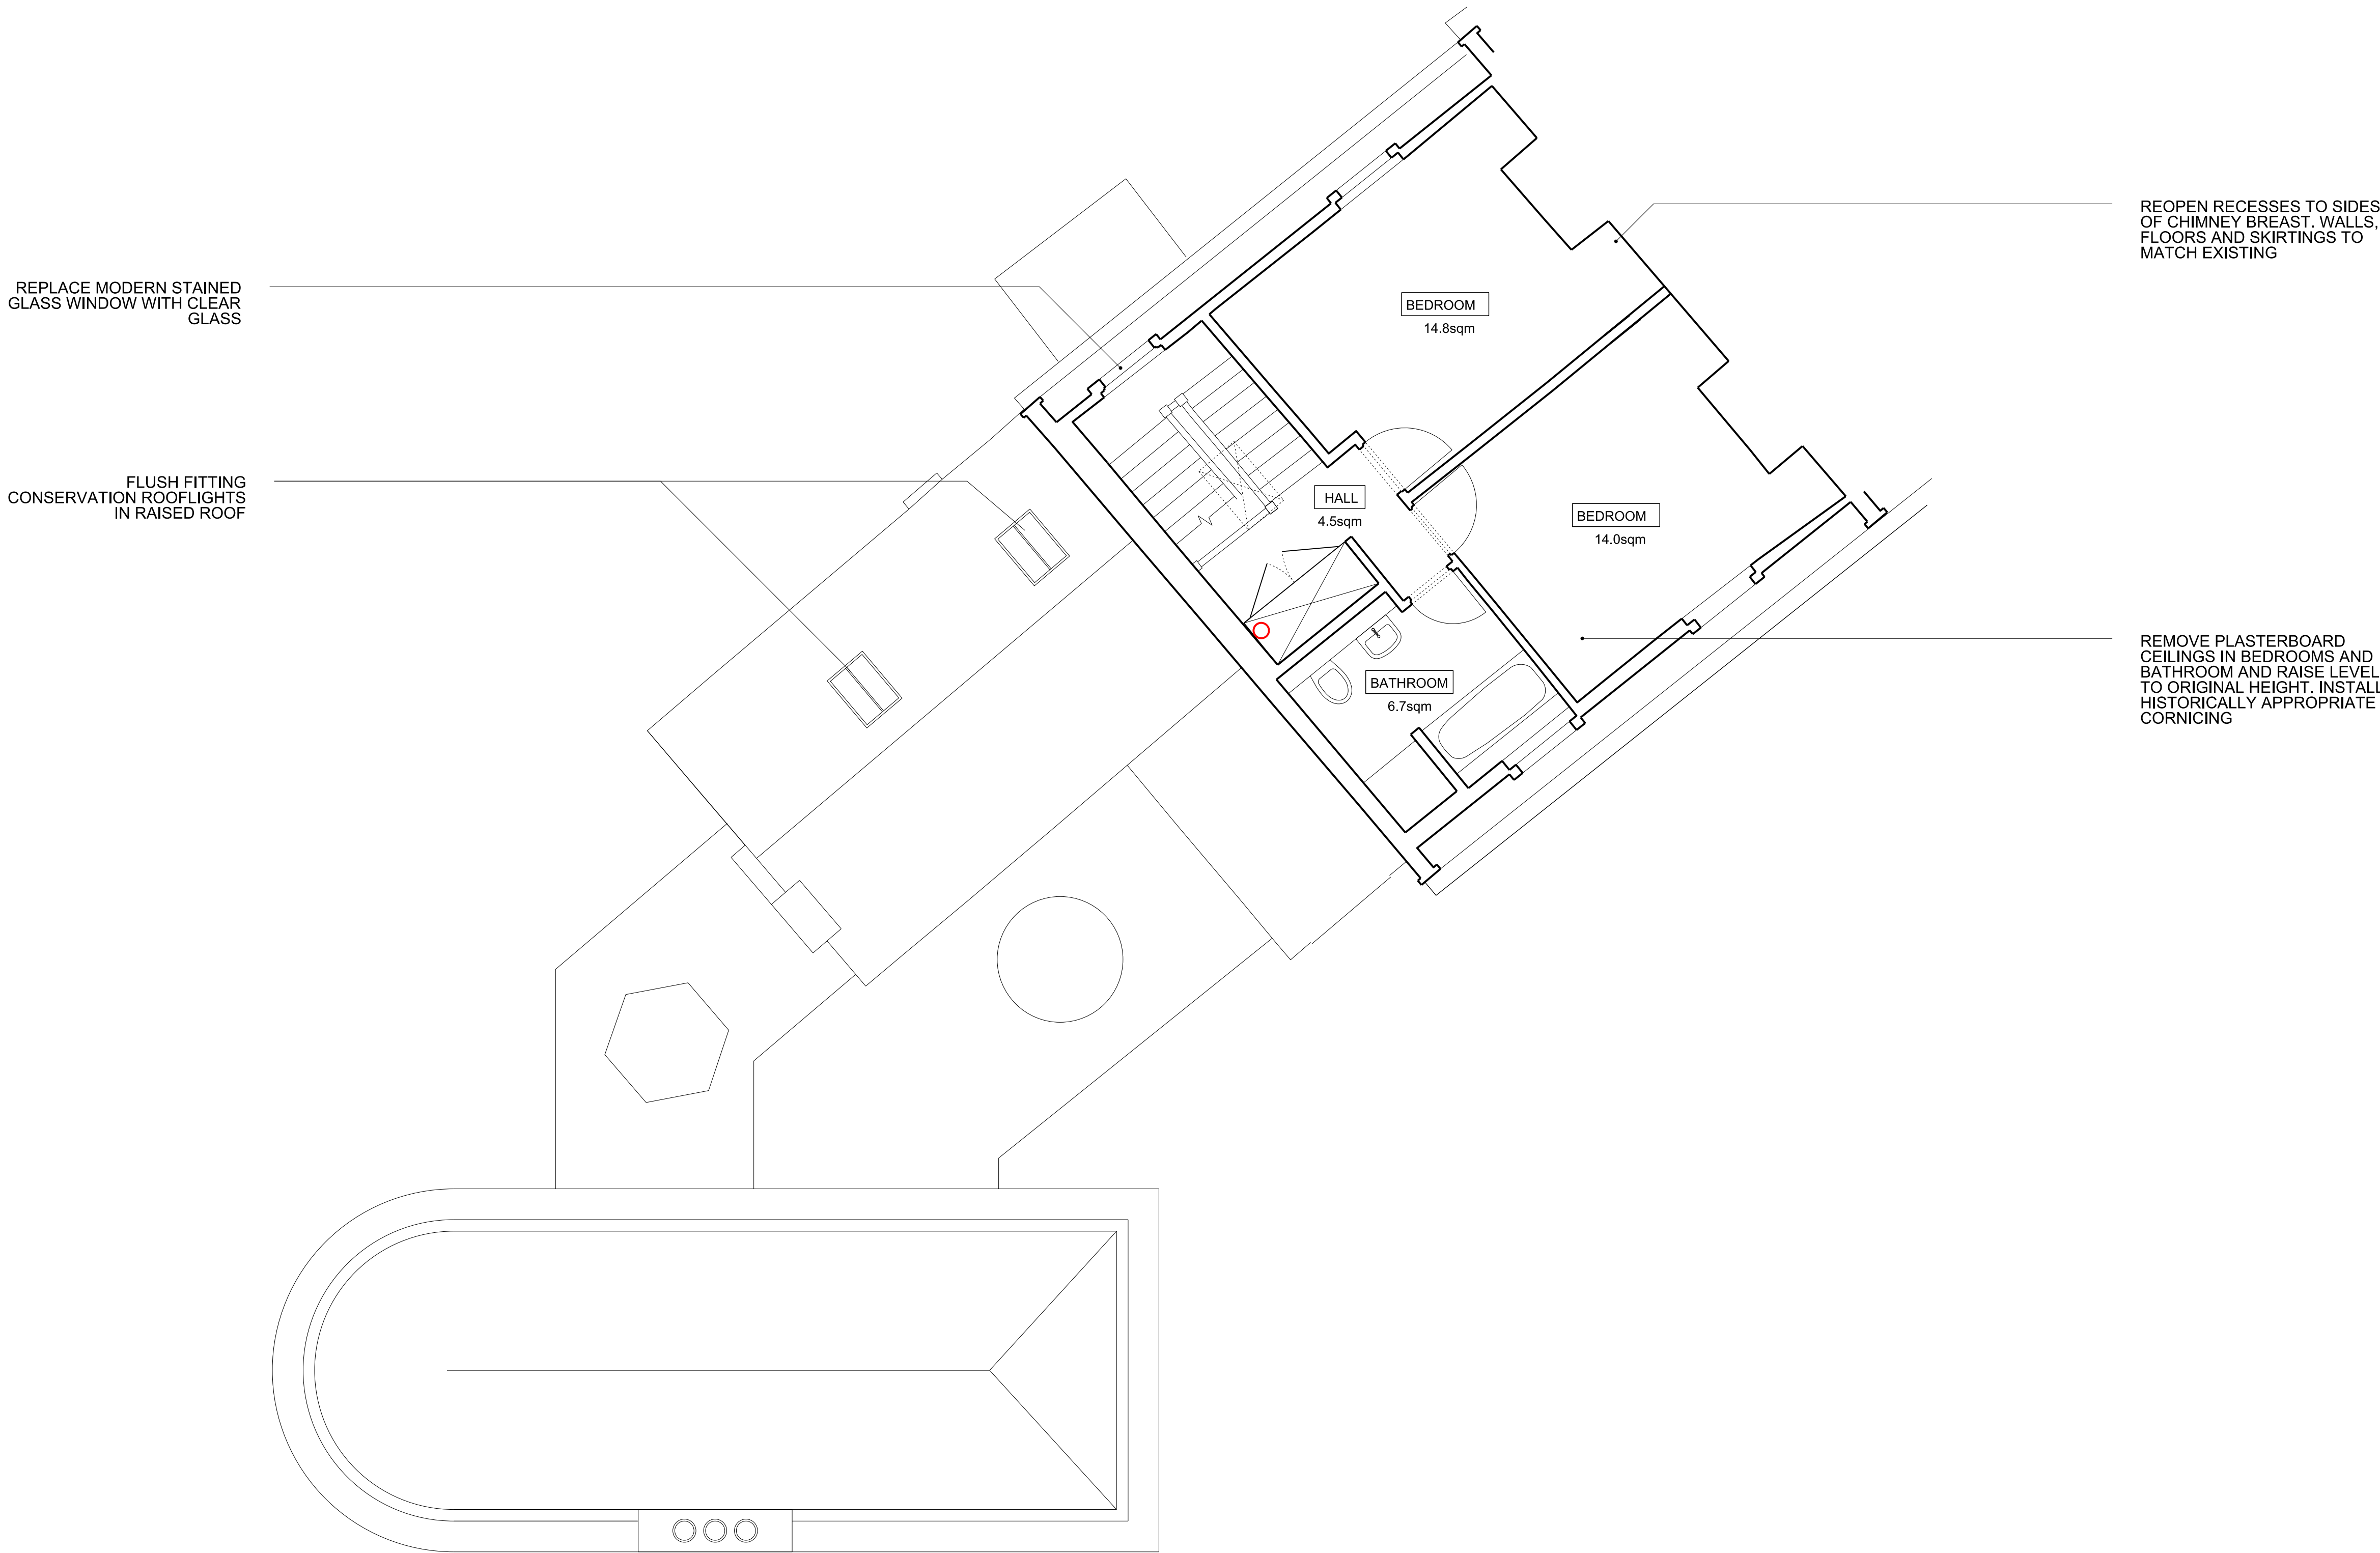 REPLACE MODERN STAINED
GLASS WINDOW WITH CLEAR
GLASS
FLUSH FITTING
CONSERVATION ROOFLIGHTS
IN RAISED ROOF
BEDROOM
14.8sqm
HALL
4.5sqm
BEDROOM
14.0sqm
BATHROOM
6.7sqm
REOPEN RECESSES TO SIDES
OF CHIMNEY BREAST. WALLS,
FLOORS AND SKIRTINGS TO
MATCH EXISTING
REMOVE PLASTERBOARD
CEILINGS IN BEDROOMS AND
BATHROOM AND RAISE LEVEL
TO ORIGINAL HEIGHT. INSTALL
HISTORICALLY APPROPRIATE
CORNICING